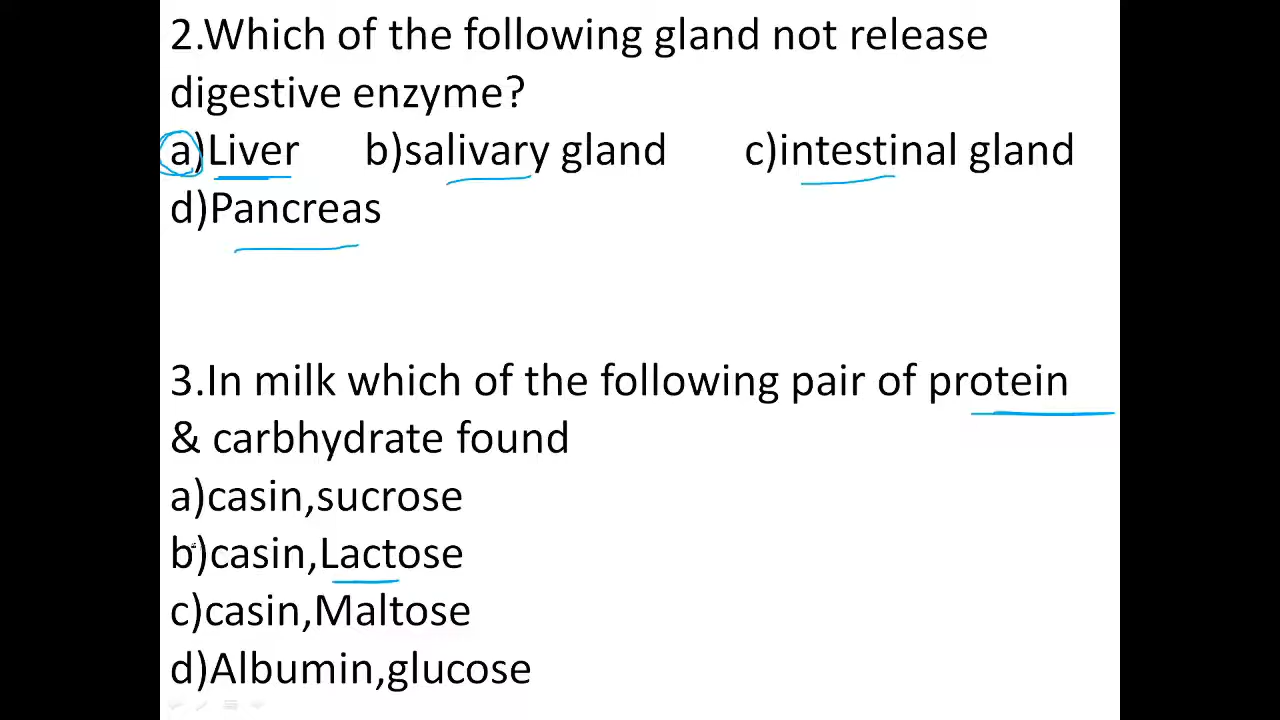 2.Which of the following gland not release
digestive enzyme?
a)Liver b)salivary gland c)intestinal gland
d)Pancreas
3.In milk which of the following pair of protein
& carbhydrate found
a)casin,sucrose
b)casin,Lactose
c)casin,Maltose
d)Albumin,glucose